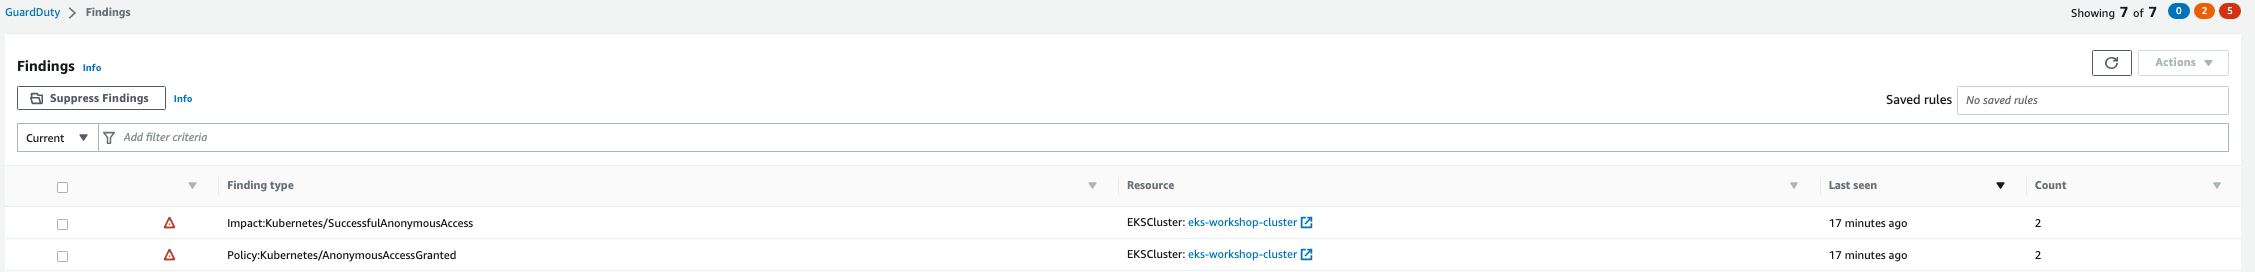 GuardDuty > Findings
Showing 7 of 7 0 2 5
Findings Info
Actions
Suppress Findings Info
Saved rules No saved rules
Current Add filter criteria
Finding type Resource Last seen Count
Impact:Kubernetes/SuccessfulAnonymousAccess EKSCluster: eks-workshop-cluster 17 minutes ago 2
Policy:Kubernetes/AnonymousAccessGranted EKSCluster: eks-workshop-cluster 17 minutes ago 2